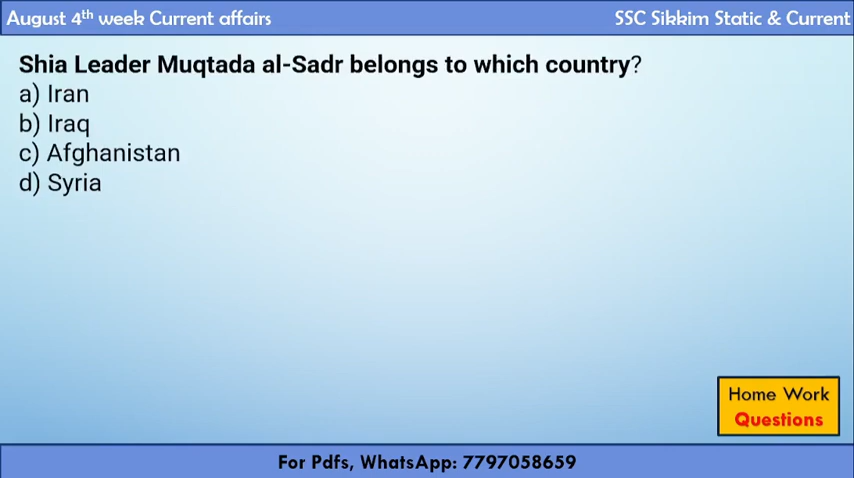 August 4th week Current affairs
SSC Sikkim Static & Current
Shia Leader Muqtada al-Sadr belongs to which country?
a) Iran
b) Iraq
c) Afghanistan
d) Syria
Home Work
Questions
For Pdfs, WhatsApp: 7797058659